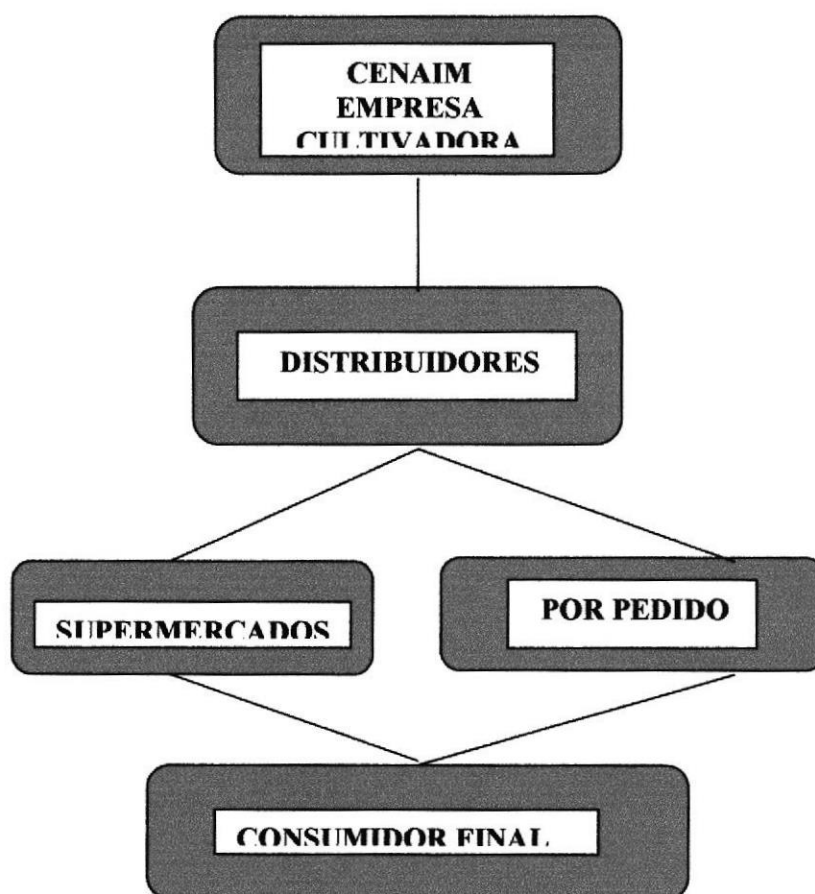 CENAIM
EMPRESA
CULTIVADORA
DISTRIBUIDORES
SUPERMERCADOS
POR PEDIDO
CONSUMIDOR FINAL